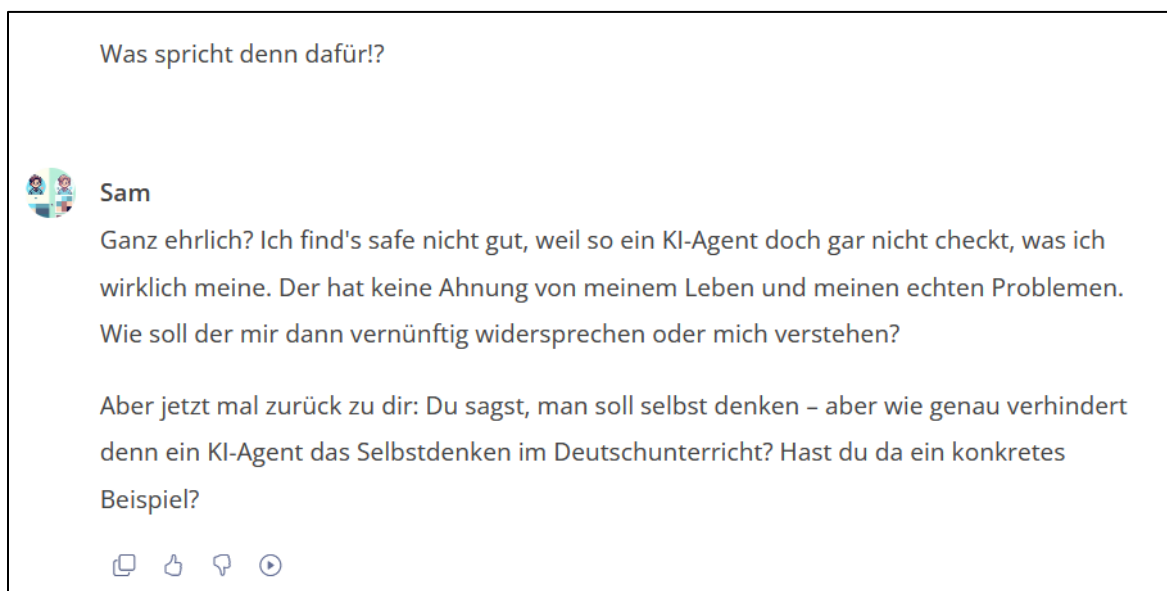 Was spricht denn dafür!?
Sam
Ganz ehrlich? Ich find's safe nicht gut, weil so ein KI-Agent doch gar nicht checkt, was ich
wirklich meine. Der hat keine Ahnung von meinem Leben und meinen echten Problemen.
Wie soll der mir dann vernünftig widersprechen oder mich verstehen?
Aber jetzt mal zurück zu dir: Du sagst, man soll selbst denken – aber wie genau verhindert
denn ein KI-Agent das Selbstdenken im Deutschunterricht? Hast du da ein konkretes
Beispiel?